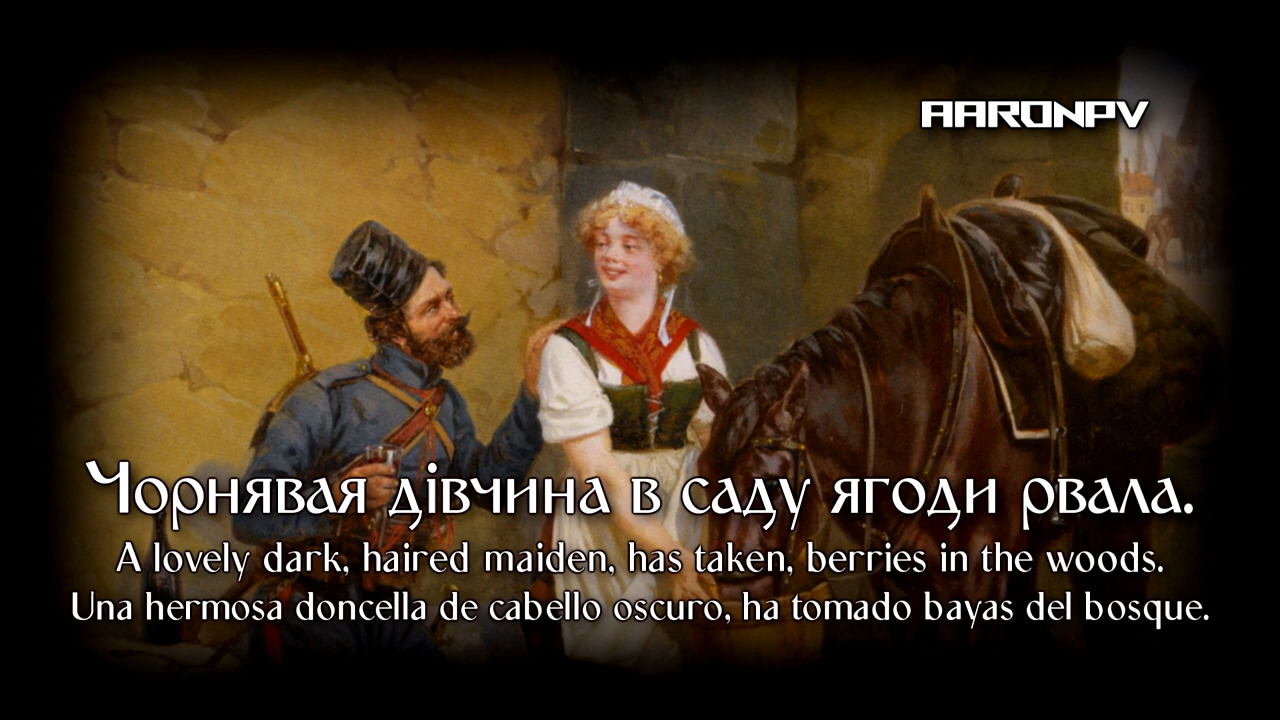 AARONPV
Чорнявая дівчина в саду ягоди рвала.
A lovely dark, haired maiden, has taken, berries in the woods.
Una hermosa doncella de cabello oscuro, ha tomado bayas del bosque.